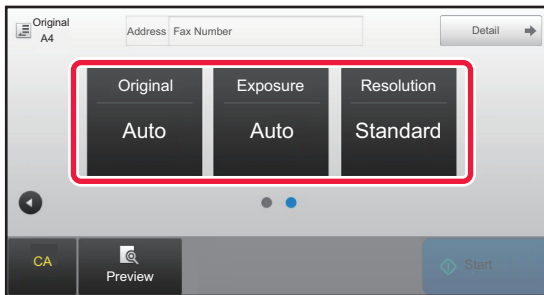 Original
A4
Address Fax Number
Detail
Original Exposure Resolution
Auto Auto Standard
CA
Preview
Start